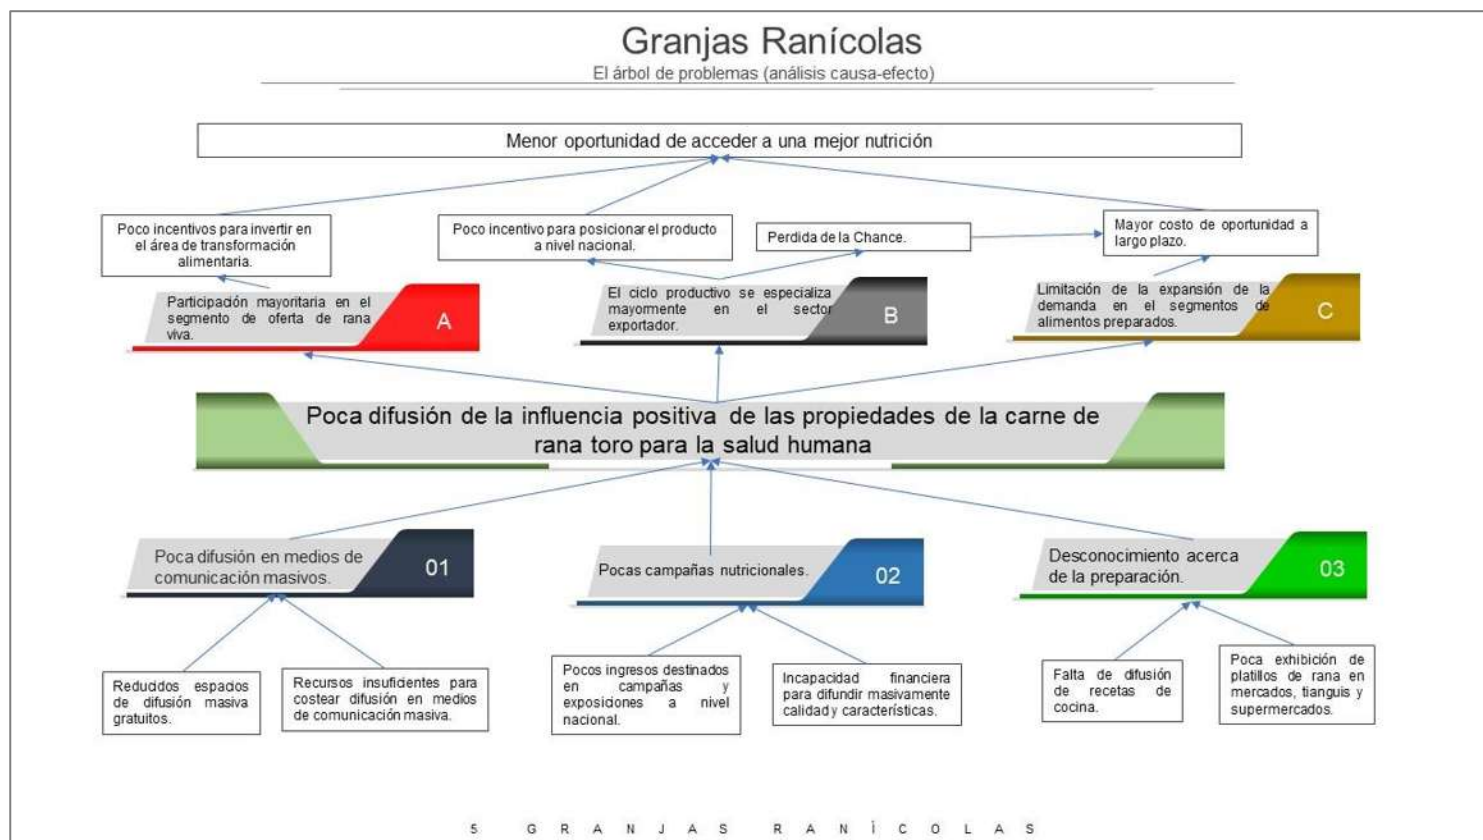 Granjas Ranícolas
El árbol de problemas (análisis causa-efecto)
Menor oportunidad de acceder a una mejor nutrición
Poco incentivos para invertir en
el área de transformación
alimentaria.
Poco incentivo para posicionar el producto
a nivel nacional.
Perdida de la Chance.
Mayor costo de oportunidad a
largo plazo.
Participación mayoritaria en el
segmento de oferta de rana
viva.
A
El ciclo productivo se especializa
mayormente en el sector
exportador.
B
Limitación de la expansión de la
demanda en el segmentos de
alimentos preparados.
C
Poca difusión de la influencia positiva de las propiedades de la carne de
rana toro para la salud humana
Poca difusión en medios de
comunicación masivos.
01
Pocas campañas nutricionales.
02
Desconocimiento acerca
de la preparación.
03
Reducidos espacios
de difusión masiva
gratuitos.
Recursos insuficientes para
costear difusión en medios
de comunicación masiva.
Pocos ingresos destinados
en campañas y
exposiciones a nivel
nacional.
Incapacidad financiera
para difundir masivamente
calidad y características.
Falta de difusión
de recetas de
cocina.
Poca exhibición de
platillos de rana en
mercados, tianguis y
supermercados.
5 G R A N J A S R A N Ì C O L A S